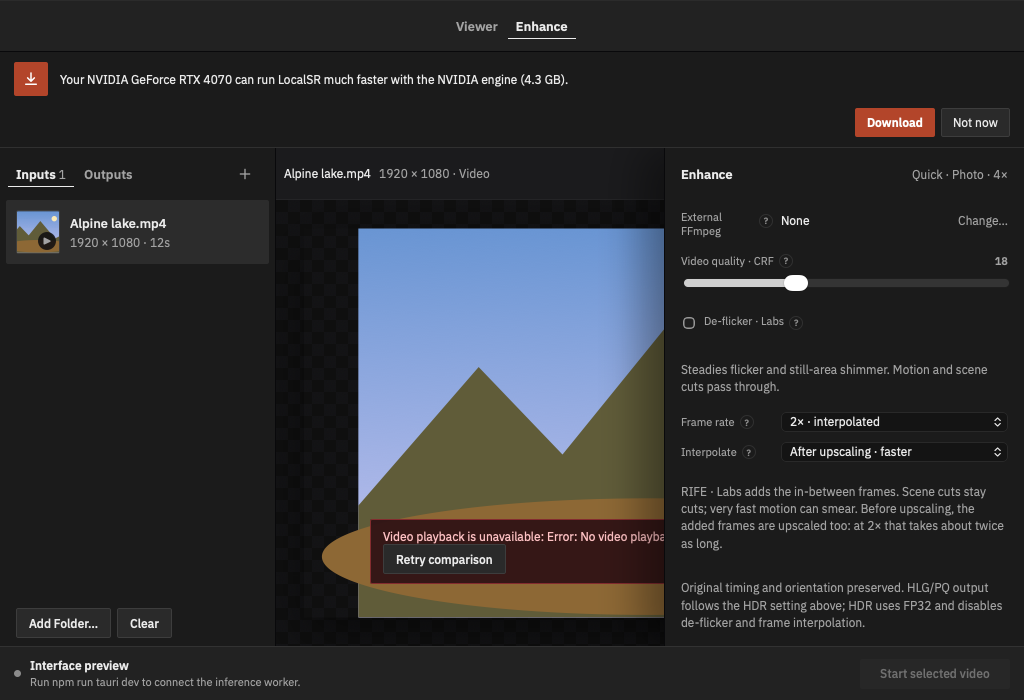 Viewer Enhance
Your NVIDIA GeForce RTX 4070 can run LocalSR much faster with the NVIDIA engine (4.3 GB).
Download Not now
Inputs 1 Outputs +
Alpine lake.mp4
1920 × 1080 · 12s
Add Folder... Clear
Alpine lake.mp4 1920 × 1080 · Video
Video playback is unavailable: Error: No video playba
Retry comparison
Enhance Quick · Photo · 4×
External
FFmpeg
? None Change...
Video quality · CRF ? 18
De-flicker · Labs ?
Steadies flicker and still-area shimmer. Motion and scene
cuts pass through.
Frame rate ? 2× · interpolated
Interpolate ? After upscaling · faster
RIFE · Labs adds the in-between frames. Scene cuts stay
cuts; very fast motion can smear. Before upscaling, the
added frames are upscaled too: at 2× that takes about twice
as long.
Original timing and orientation preserved. HLG/PQ output
follows the HDR setting above; HDR uses FP32 and disables
de-flicker and frame interpolation.
Interface preview
Run npm run tauri dev to connect the inference worker.
Start selected video